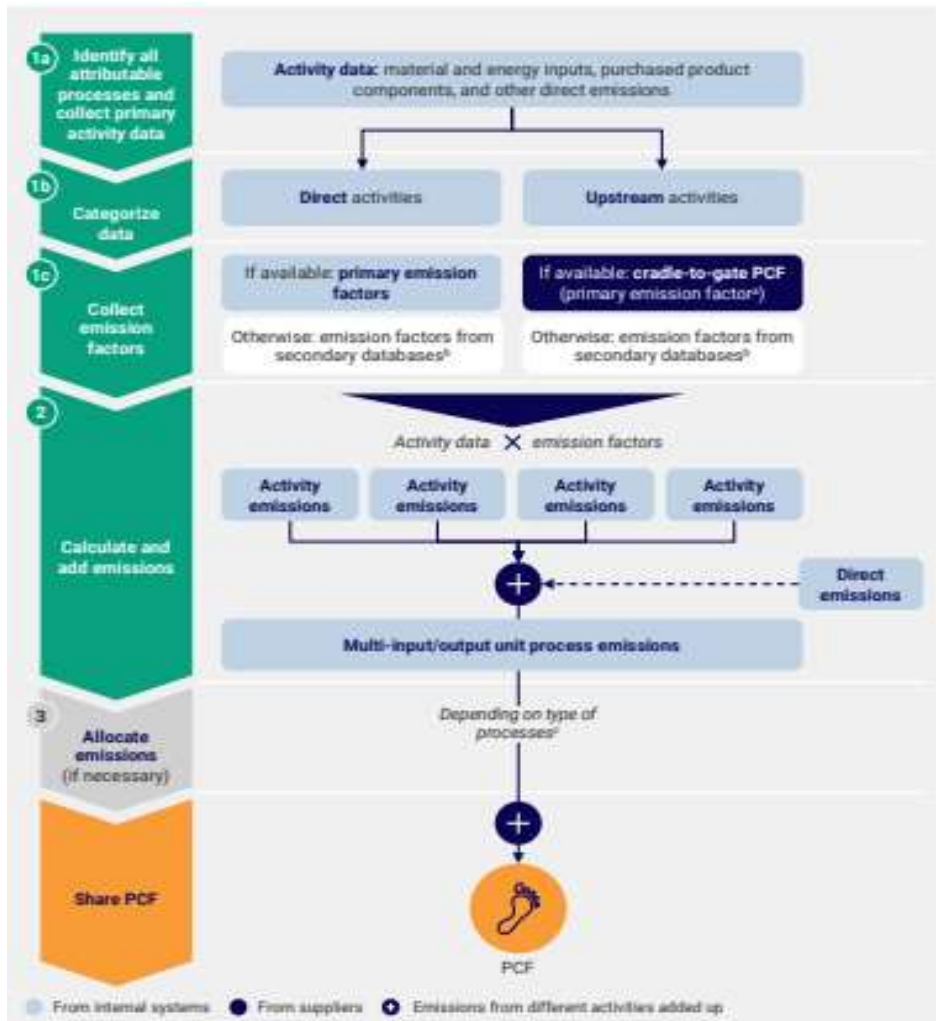 1a
Identify all
attributable
processes and
collect primary
activity data
Activity data: material and energy inputs, purchased product
components, and other direct emissions
1b
Categorize
data
Direct activities
Upstream activities
1c
Collect
emission
factors
If available: primary emission
factors
If available: cradle-to-gate PCF
(primary emission factorᵃ)
Otherwise: emission factors from
secondary databasesᵇ
Otherwise: emission factors from
secondary databasesᵇ
2
Calculate and
add emissions
Activity data × emission factors
Activity
emissions
Activity
emissions
Activity
emissions
Activity
emissions
+
Direct
emissions
Multi-input/output unit process emissions
3
Allocate
emissions
(if necessary)
Depending on type of
processesᶜ
+
Share PCF
PCF
From internal systems
From suppliers
+ Emissions from different activities added up